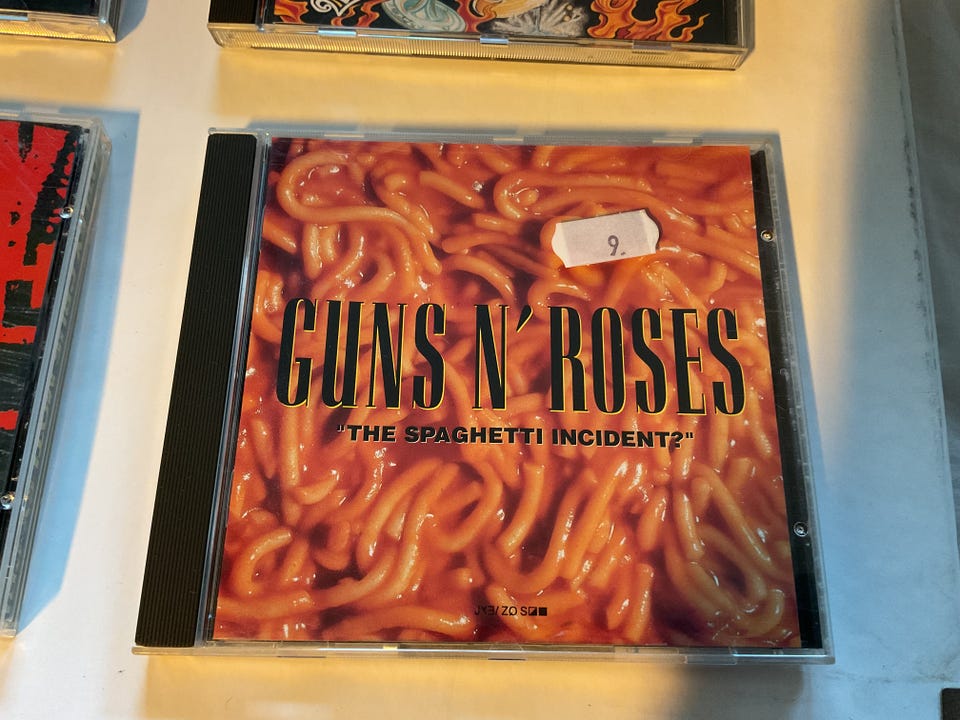 9.
GUNS N' ROSES
"THE SPAGHETTI INCIDENT?"